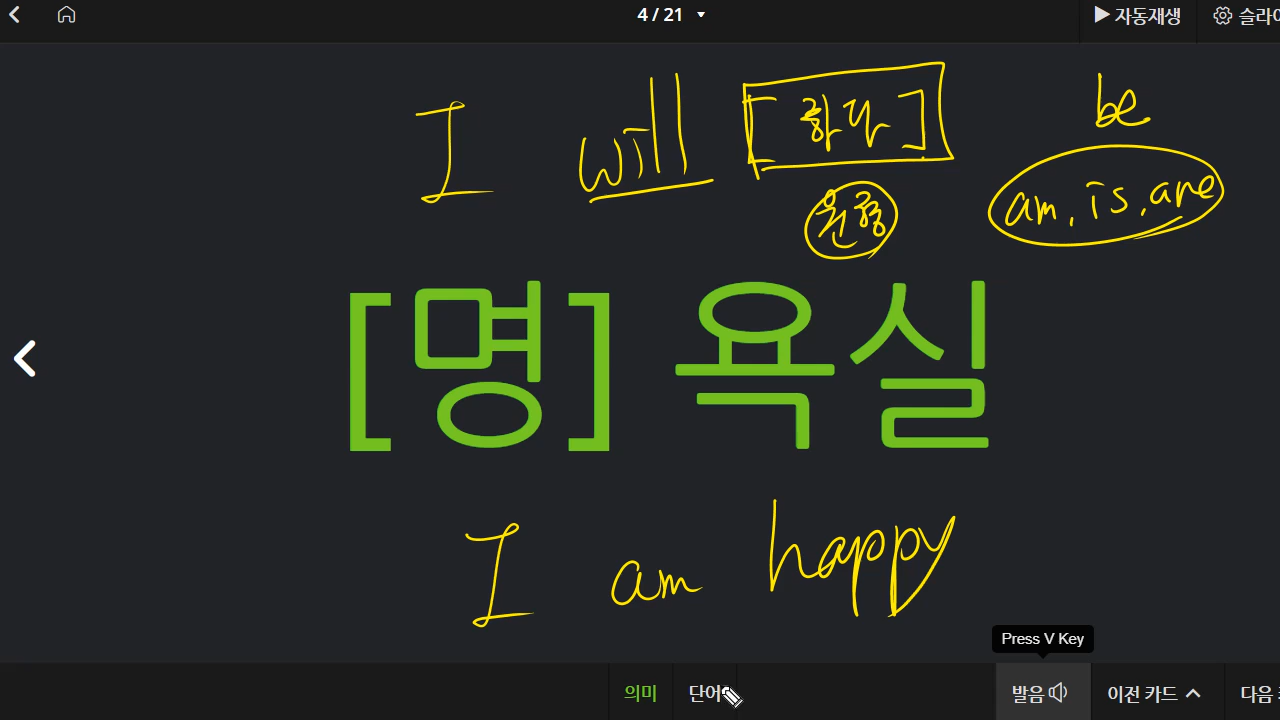 4 / 21
자동재생
I will [하다] be
원형
am, is, are
[명] 욕실
I am happy
Press V Key
의미 단어 발음 이전 카드 다음